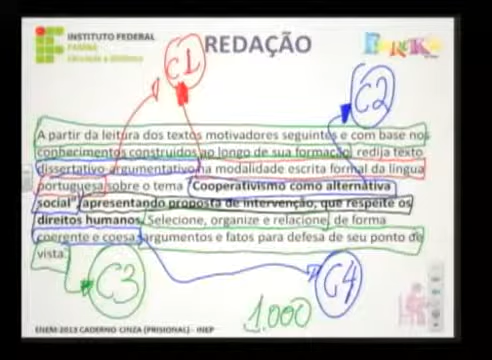 INSTITUTO FEDERAL
PARANÁ
REDAÇÃO
EUREKA
C1
C2
A partir da leitura dos textos motivadores seguintes e com base nos
conhecimentos construídos ao longo de sua formação, redija texto
dissertativo-argumentativo na modalidade escrita formal da língua
portuguesa sobre o tema "Cooperativismo como alternativa
social", apresentando proposta de intervenção, que respeite os
direitos humanos. Selecione, organize e relacione, de forma
coerente e coesa, argumentos e fatos para defesa de seu ponto de
vista.
C3
C4
1.000
ENEM-2013 CADERNO CINZA (PRISIONAL) - INEP